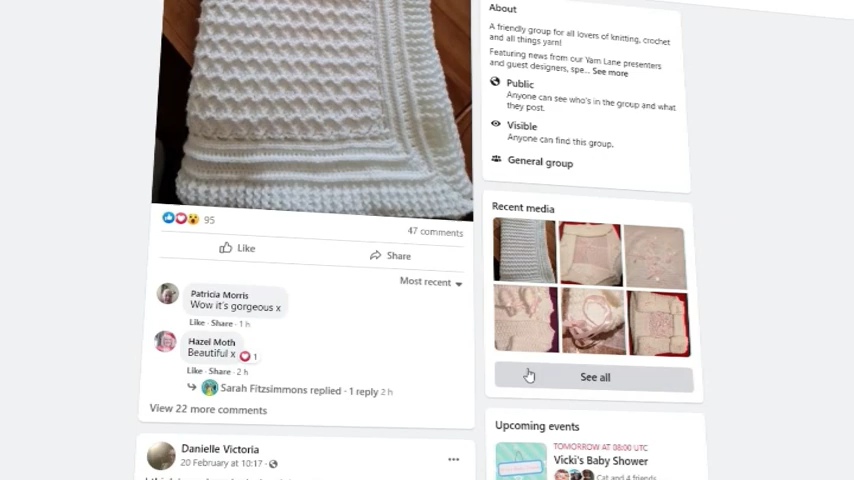 95
47 comments
Like
Share
Most recent
Patricia Morris
Wow it's gorgeous x
Like · Share · 1 h
Hazel Moth
Beautiful x 1
Like · Share · 2 h
Sarah Fitzsimmons replied · 1 reply 2 h
View 22 more comments
Danielle Victoria
20 February at 10:17 ·
About
A friendly group for all lovers of knitting, crochet
and all things yarn!
Featuring news from our Yarn Lane presenters
and guest designers, spe... See more
Public
Anyone can see who's in the group and what
they post.
Visible
Anyone can find this group.
General group
Recent media
See all
Upcoming events
TOMORROW AT 08:00 UTC
Vicki's Baby Shower
Cat and 4 friends